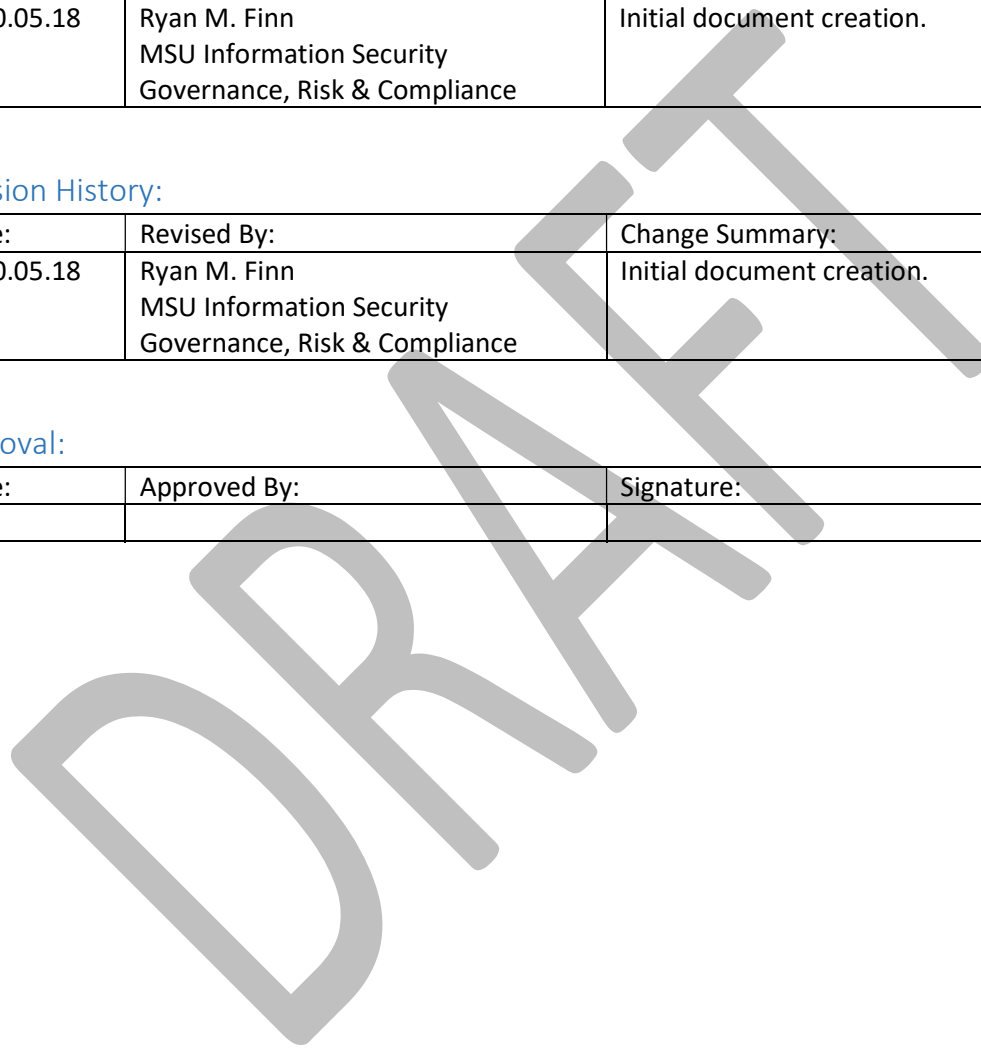 0.05.18 Ryan M. Finn Initial document creation.
MSU Information Security
Governance, Risk & Compliance
sion History:
e: Revised By: Change Summary:
0.05.18 Ryan M. Finn Initial document creation.
MSU Information Security
Governance, Risk & Compliance
oval:
e: Approved By: Signature:
DRAFT